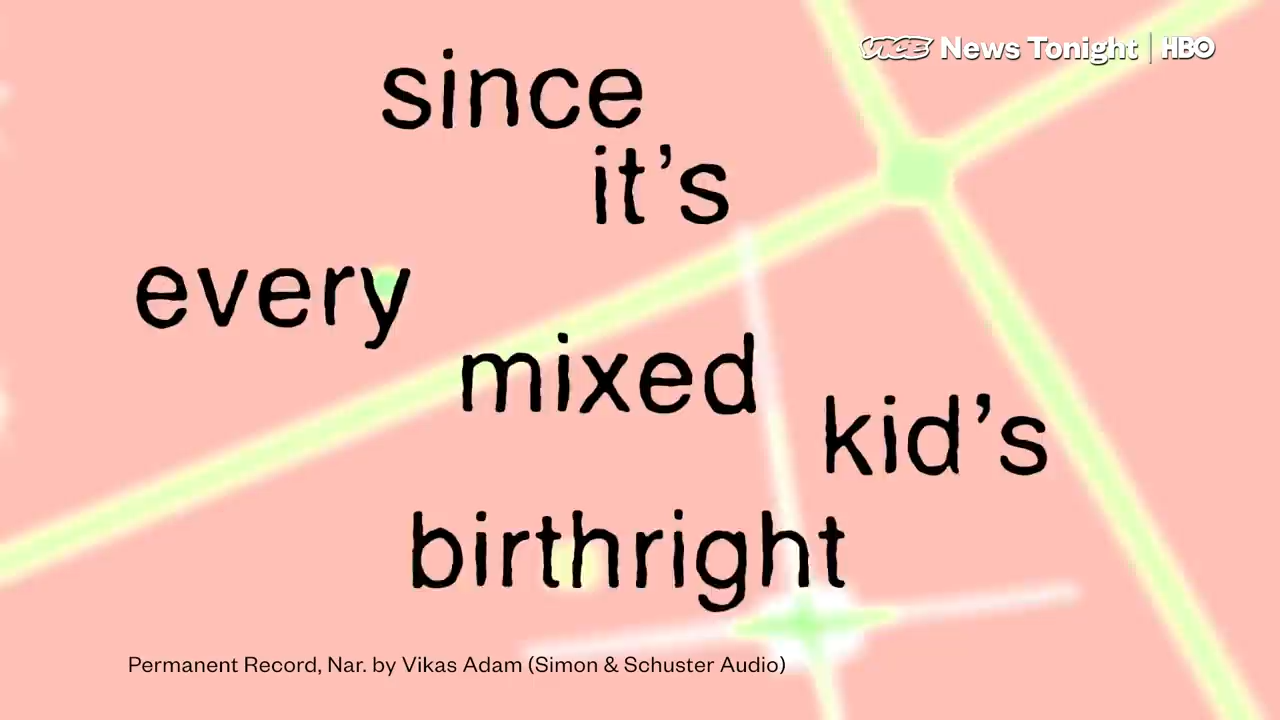 VICE News Tonight | HBO
since
it's
every
mixed
kid's
birthright
Permanent Record, Nar. by Vikas Adam (Simon & Schuster Audio)